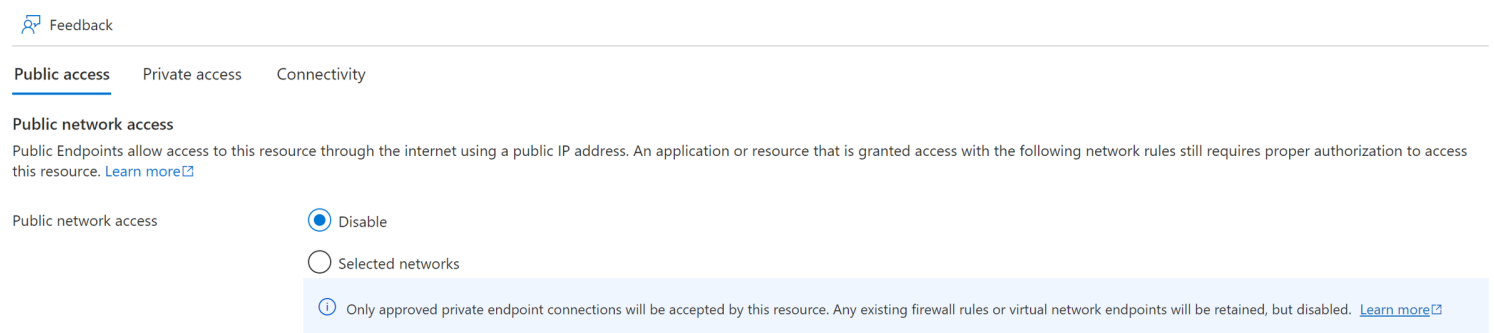 Feedback
Public access Private access Connectivity
Public network access
Public Endpoints allow access to this resource through the internet using a public IP address. An application or resource that is granted access with the following network rules still requires proper authorization to access
this resource. Learn more
Public network access Disable
Selected networks
Only approved private endpoint connections will be accepted by this resource. Any existing firewall rules or virtual network endpoints will be retained, but disabled. Learn more